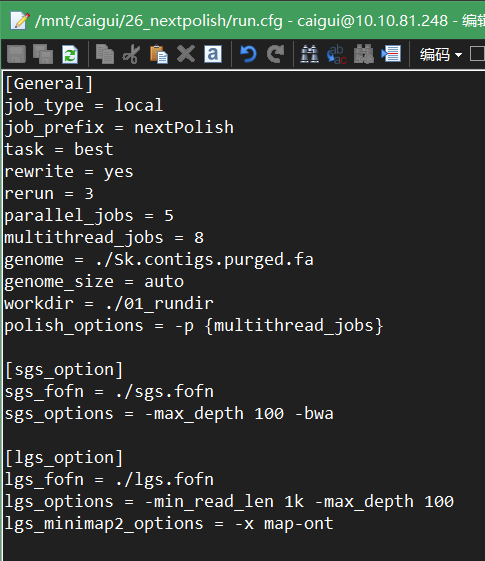 /mnt/caigui/26_nextpolish/run.cfg - caigui@10.10.81.248 - 编辑
编码
[General]
job_type = local
job_prefix = nextPolish
task = best
rewrite = yes
rerun = 3
parallel_jobs = 5
multithread_jobs = 8
genome = ./Sk.contigs.purged.fa
genome_size = auto
workdir = ./01_rundir
polish_options = -p {multithread_jobs}
[sgs_option]
sgs_fofn = ./sgs.fofn
sgs_options = -max_depth 100 -bwa
[lgs_option]
lgs_fofn = ./lgs.fofn
lgs_options = -min_read_len 1k -max_depth 100
lgs_minimap2_options = -x map-ont